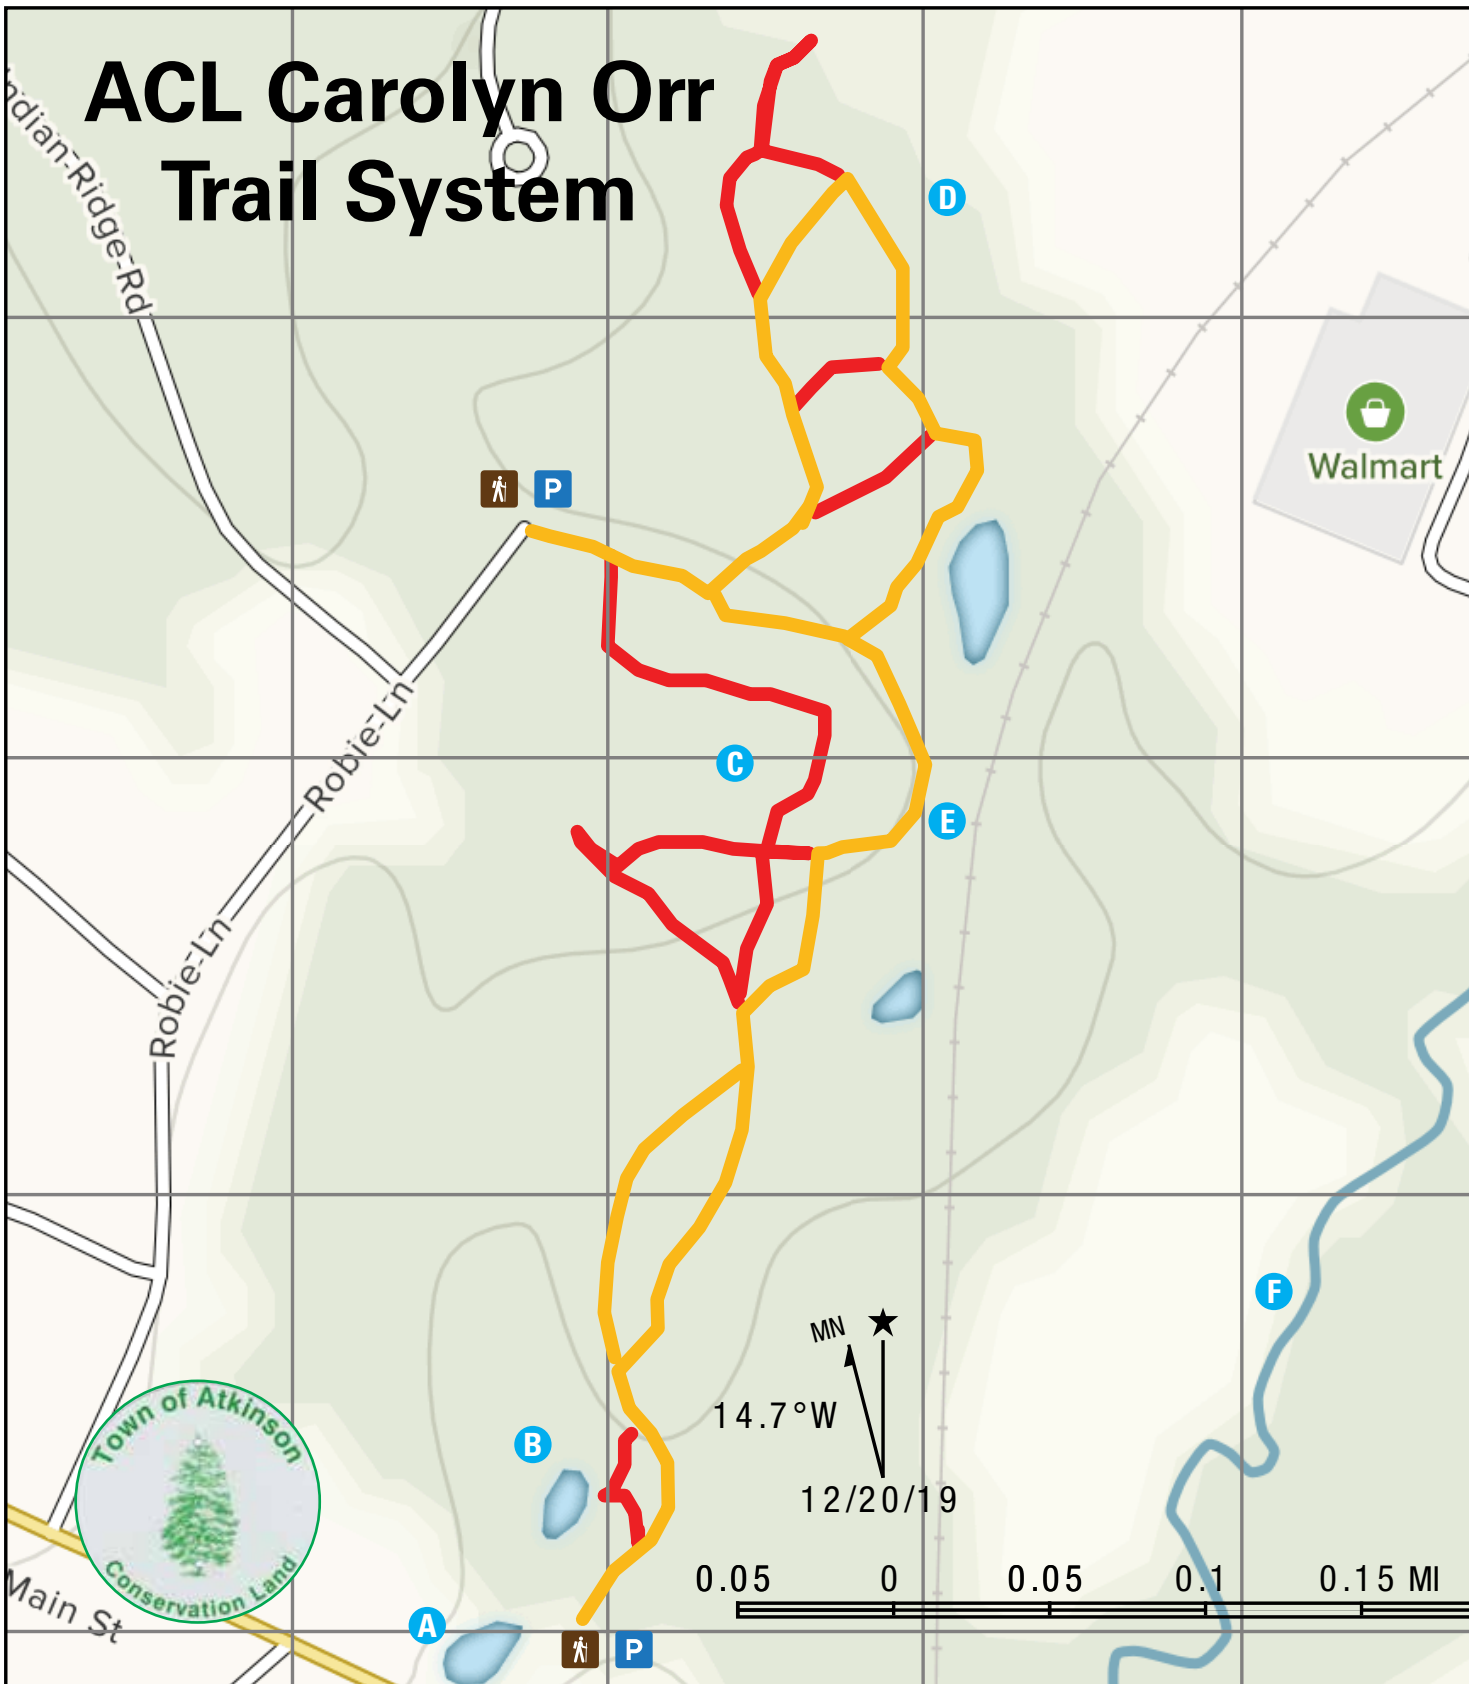 ACL Carolyn Orr
Trail System
Indian-Ridge-Rd
D
Walmart
P
Robie-Ln
C
E
Robie-Ln
F
MN
14.7°W
12/20/19
B
Town of Atkinson
Conservation Land
0.05 0 0.05 0.1 0.15 MI
Main St
A
P